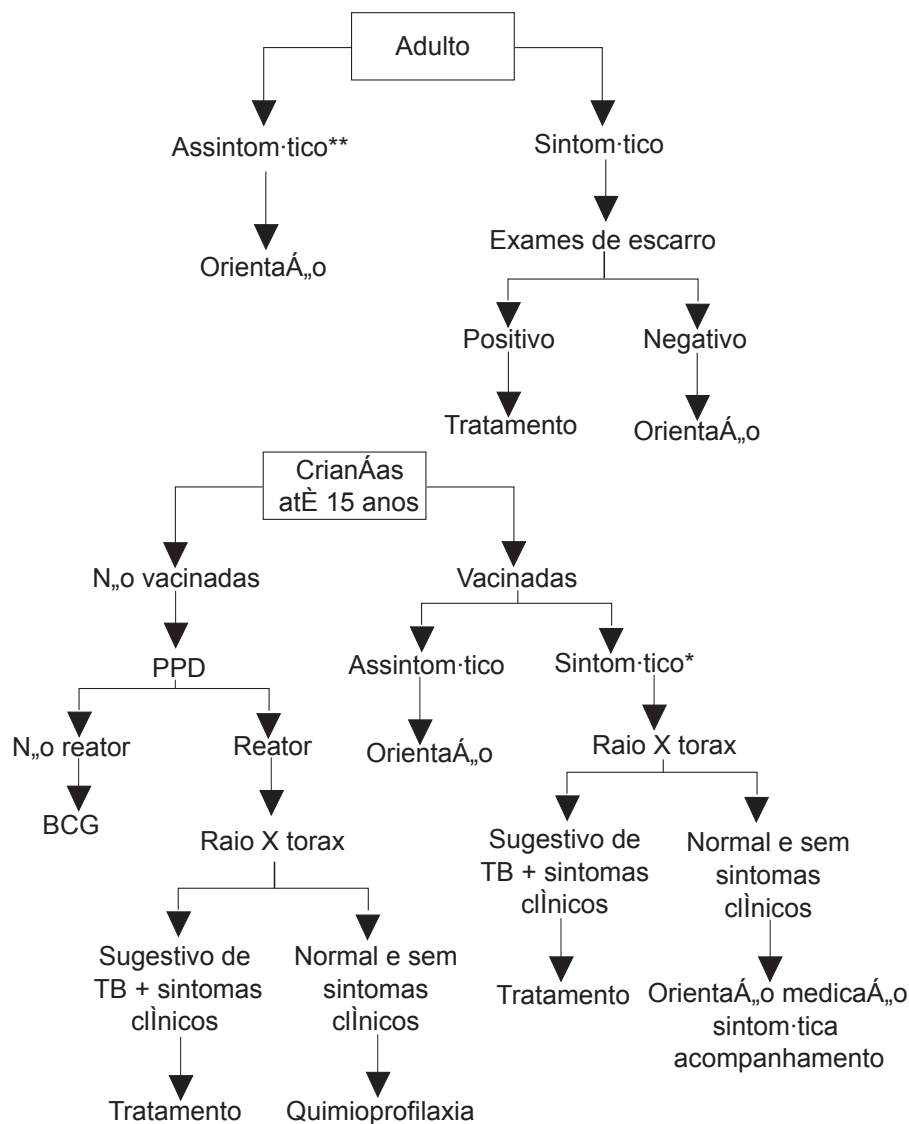 Adulto
Assintom·tico**
Sintom·tico
OrientaÁ„o
Exames de escarro
Positivo
Negativo
Tratamento
OrientaÁ„o
CrianÁas
atÈ 15 anos
N„o vacinadas
Vacinadas
PPD
Assintom·tico
Sintom·tico*
N„o reator
Reator
OrientaÁ„o
Raio X torax
BCG
Raio X torax
Sugestivo de
TB + sintomas
clÌnicos
Normal e sem
sintomas
clÌnicos
Sugestivo de
TB + sintomas
clÌnicos
Normal e sem
sintomas
clÌnicos
Tratamento
OrientaÁ„o medicaÁ„o
sintom·tica
acompanhamento
Tratamento
Quimioprofilaxia